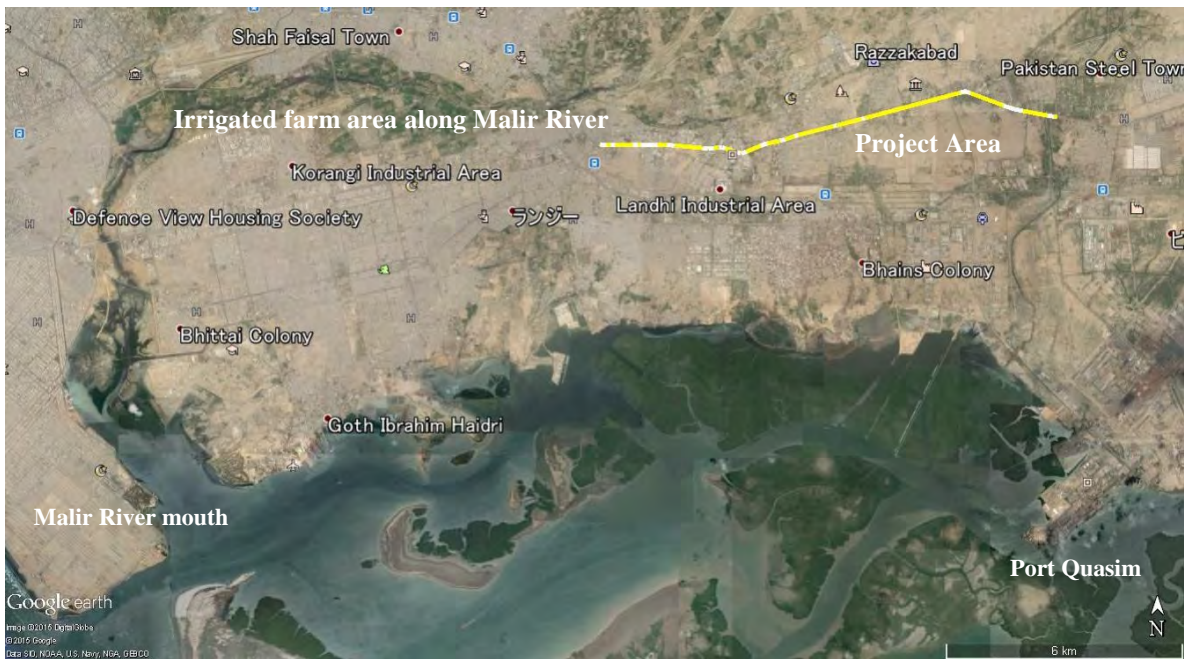 Shah Faisal Town
Razzakabad
Pakistan Steel Town
Irrigated farm area along Malir River
Project Area
Korangi Industrial Area
Landhi Industrial Area
Defence View Housing Society
ランジー
ビ
Bhains Colony
Bhittai Colony
Goth Ibrahim Haidri
Malir River mouth
Port Quasim
Google earth
Image © 2015 DigitalGlobe
© 2015 Google
Data SIO, NOAA, U.S. Navy, NGA, GEBCO
N
6 km